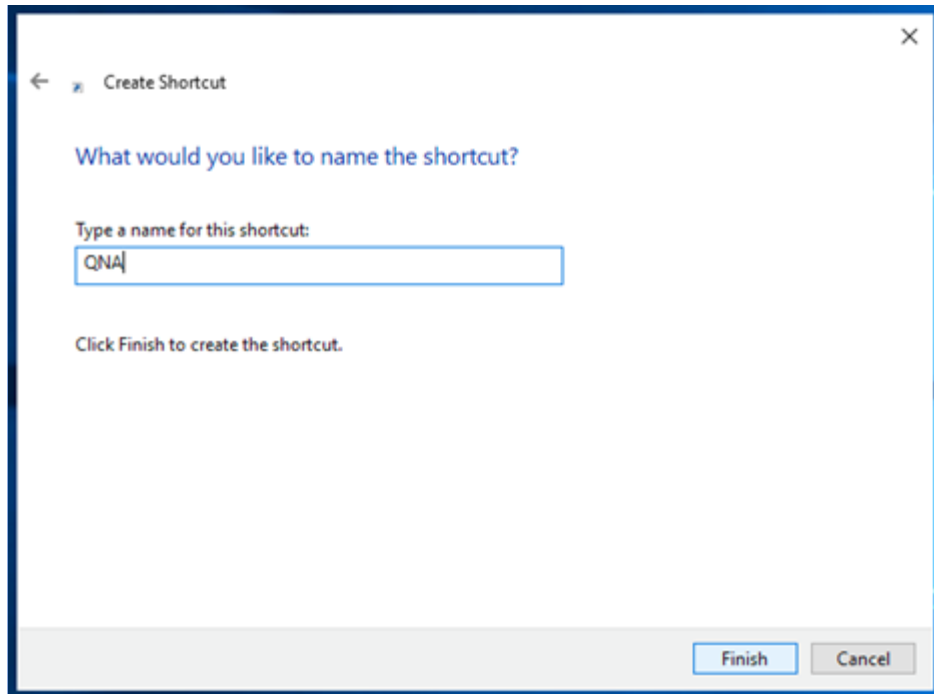 Create Shortcut
What would you like to name the shortcut?
Type a name for this shortcut:
QNA
Click Finish to create the shortcut.
Finish Cancel